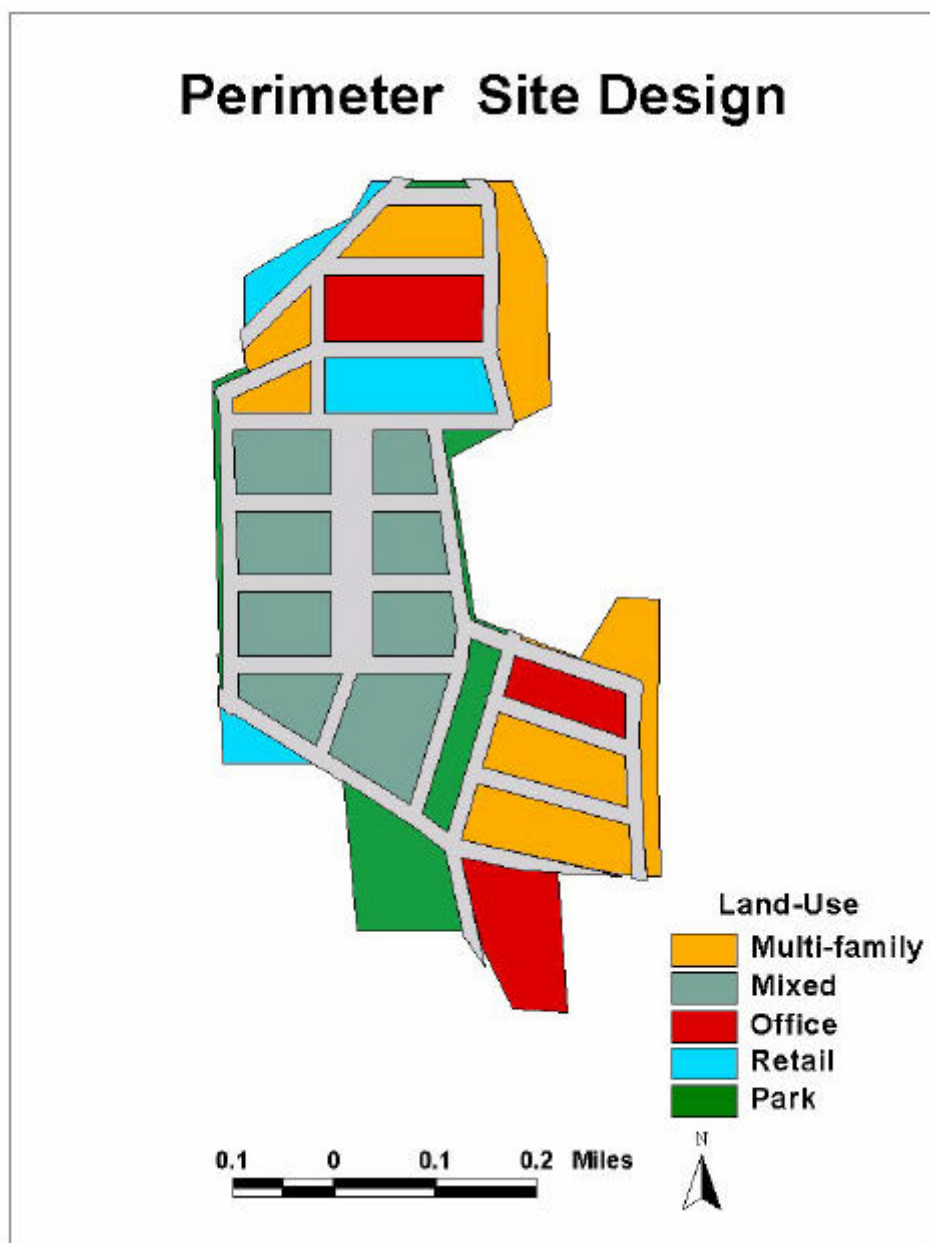 Perimeter Site Design
Land-Use
Multi-family
Mixed
Office
Retail
Park
N
0.1 0 0.1 0.2 Miles